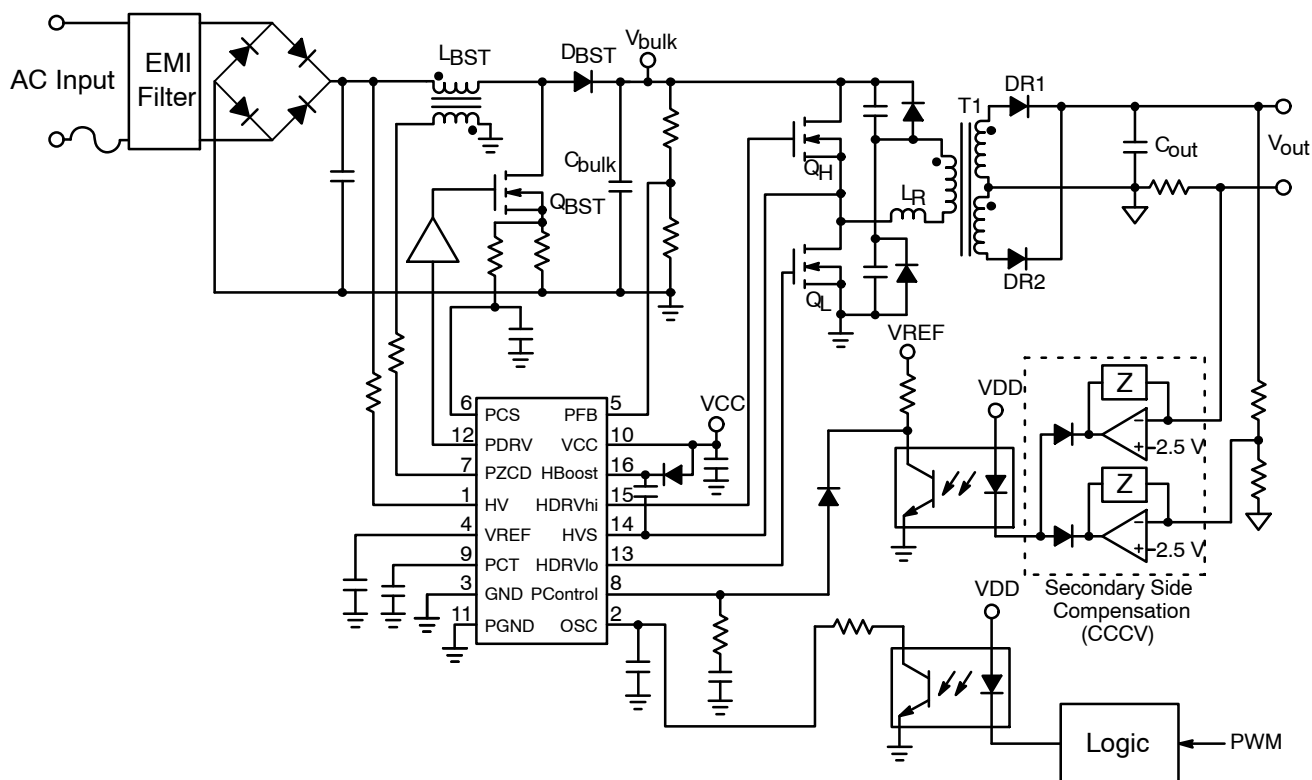 AC Input
EMI
Filter
LBST
DBST
Vbulk
Cbulk
QBST
QH
QL
LR
T1
DR1
DR2
Cout
Vout
VREF
VDD
Z
−
+
2.5 V
Z
−
+
2.5 V
Secondary Side
Compensation
(CCCV)
VCC
6 PCS PFB 5
12 PDRV VCC 10
7 PZCD HBoost 16
1 HV HDRVhi 15
4 VREF HVS 14
9 PCT HDRVlo 13
3 GND PControl 8
11 PGND OSC 2
VDD
Logic
PWM